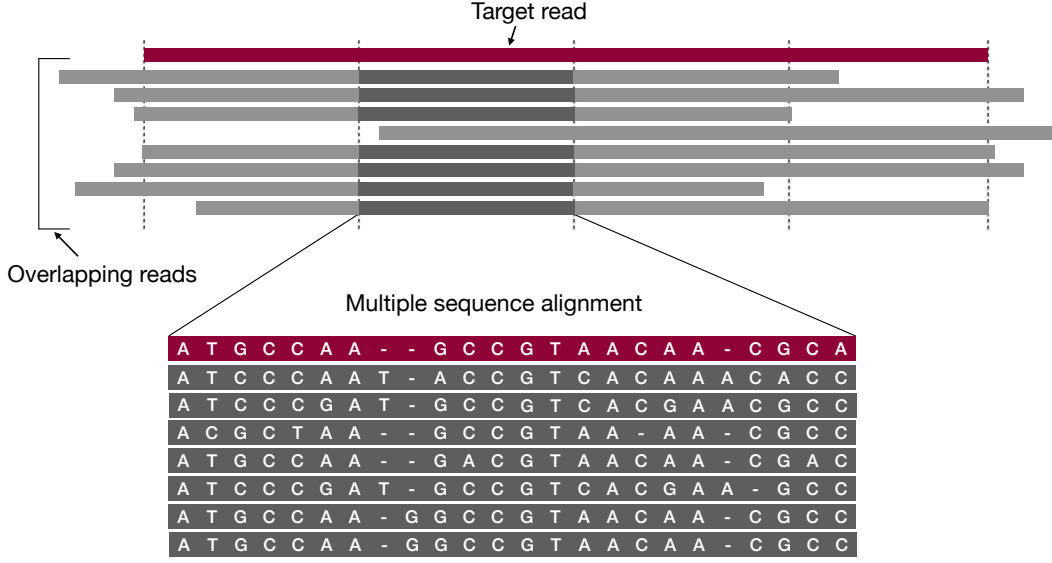 Target read
Overlapping reads
Multiple sequence alignment
A T G C C A A - - G C C G T A A C A A - C G C A
A T C C C A A T - A C C G T C A C A A A C A C C
A T C C C G A T - G C C G T C A C G A A C G C C
A C G C T A A - - G C C G T A A - A A - C G C C
A T G C C A A - - G A C G T A A C A A - C G A C
A T C C C G A T - G C C G T C A C G A A - G C C
A T G C C A A - G G C C G T A A C A A - C G C C
A T G C C A A - G G C C G T A A C A A - C G C C